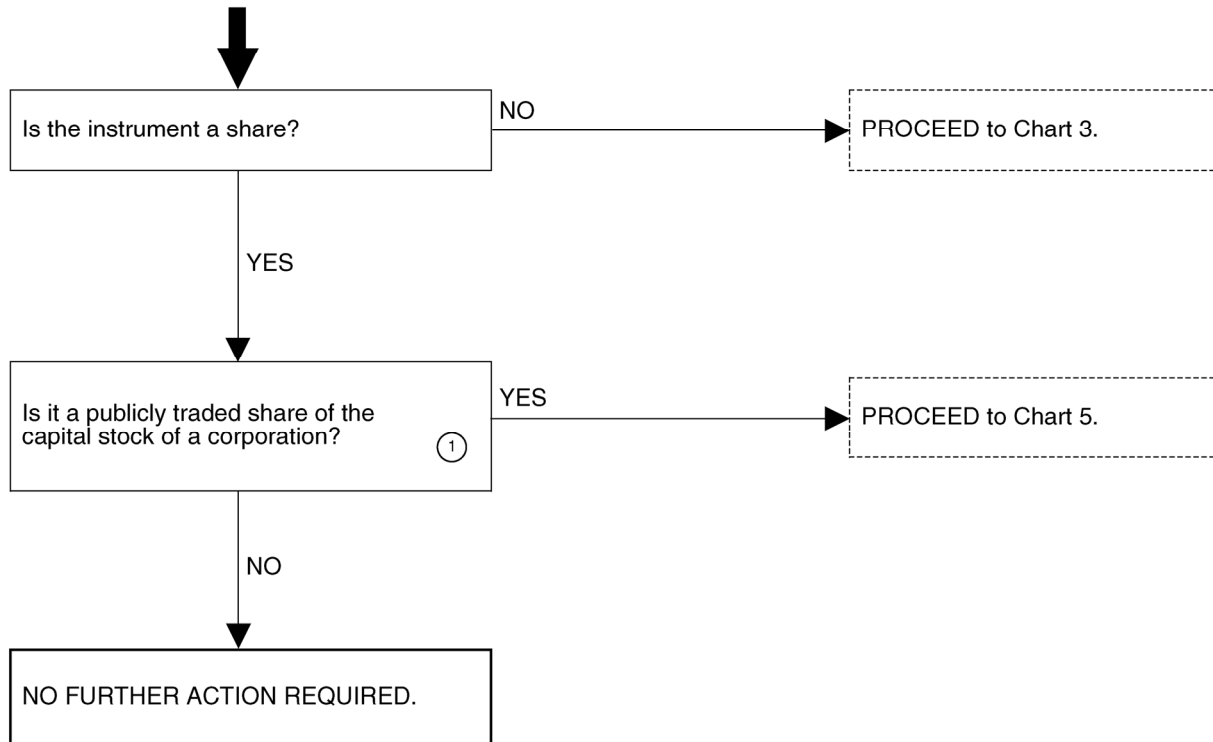 Is the instrument a share?
NO
PROCEED to Chart 3.
YES
Is it a publicly traded share of the
capital stock of a corporation?
1
YES
PROCEED to Chart 5.
NO
NO FURTHER ACTION REQUIRED.